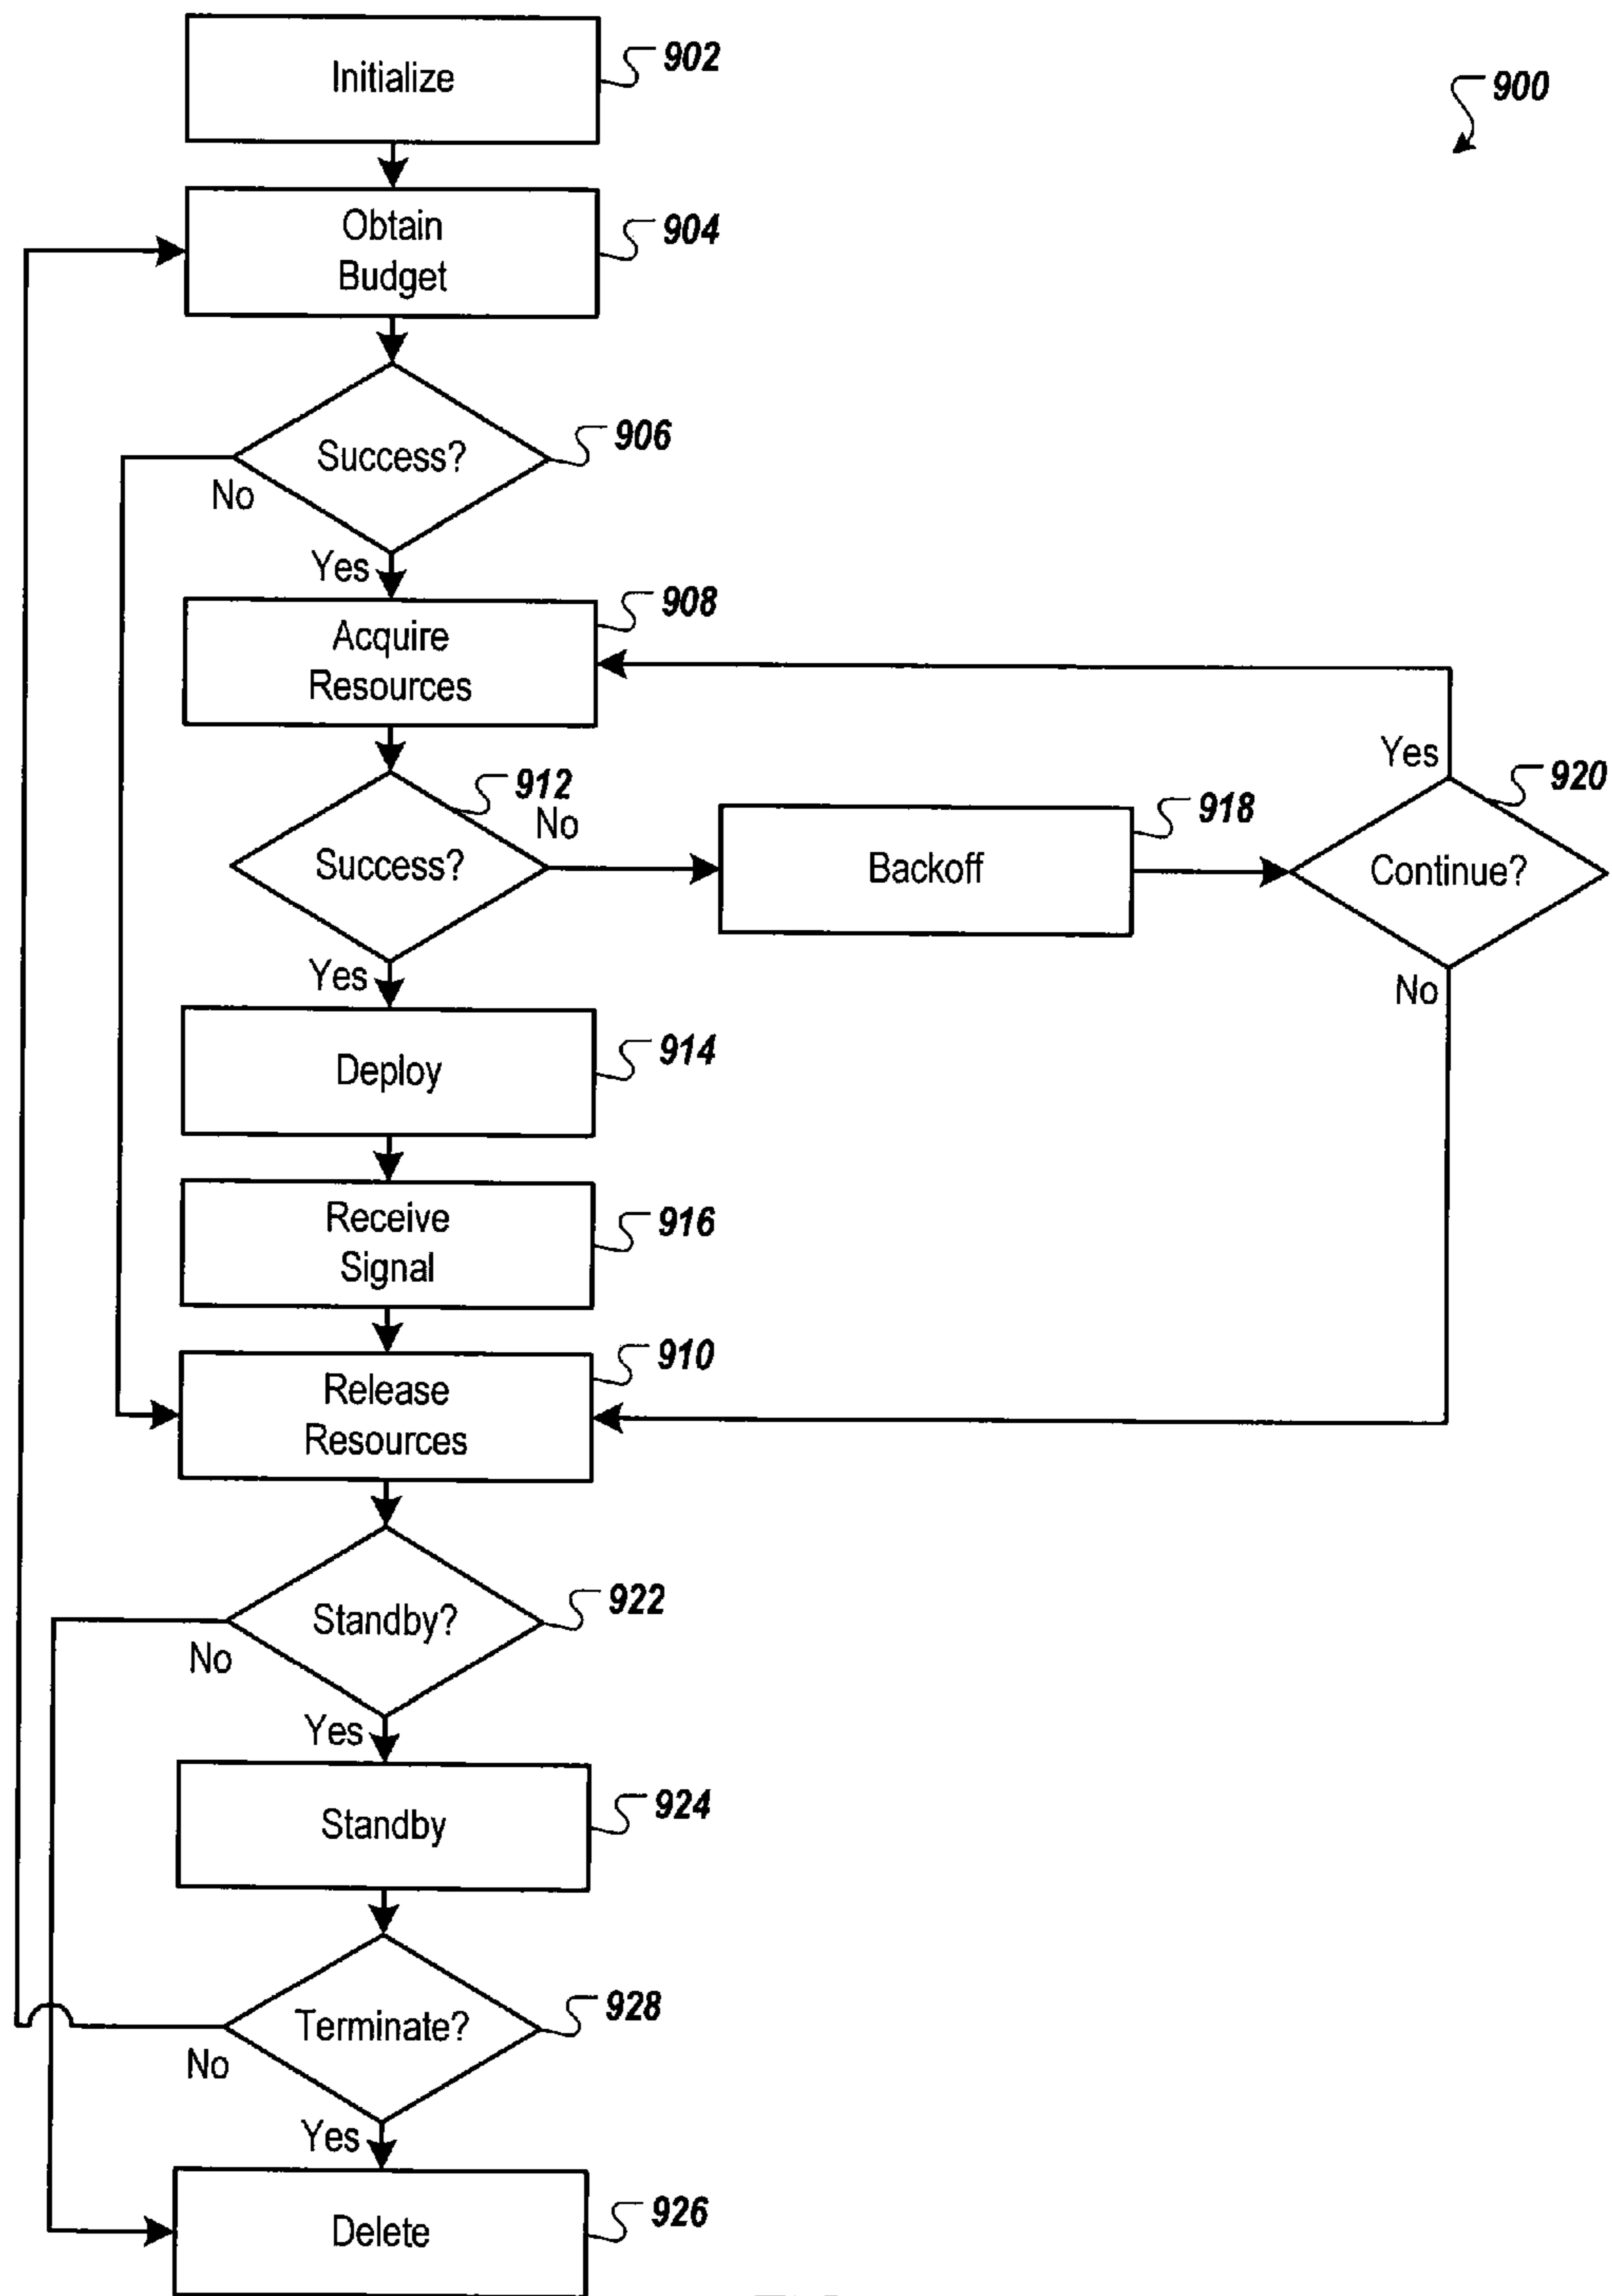 Initialize
902
900
Obtain
Budget
904
Success?
906
No
Yes
Acquire
Resources
908
Success?
912
No
Backoff
918
Yes
Continue?
920
No
Yes
Deploy
914
Receive
Signal
916
Release
Resources
910
Standby?
922
No
Yes
Standby
924
Terminate?
928
No
Yes
Delete
926